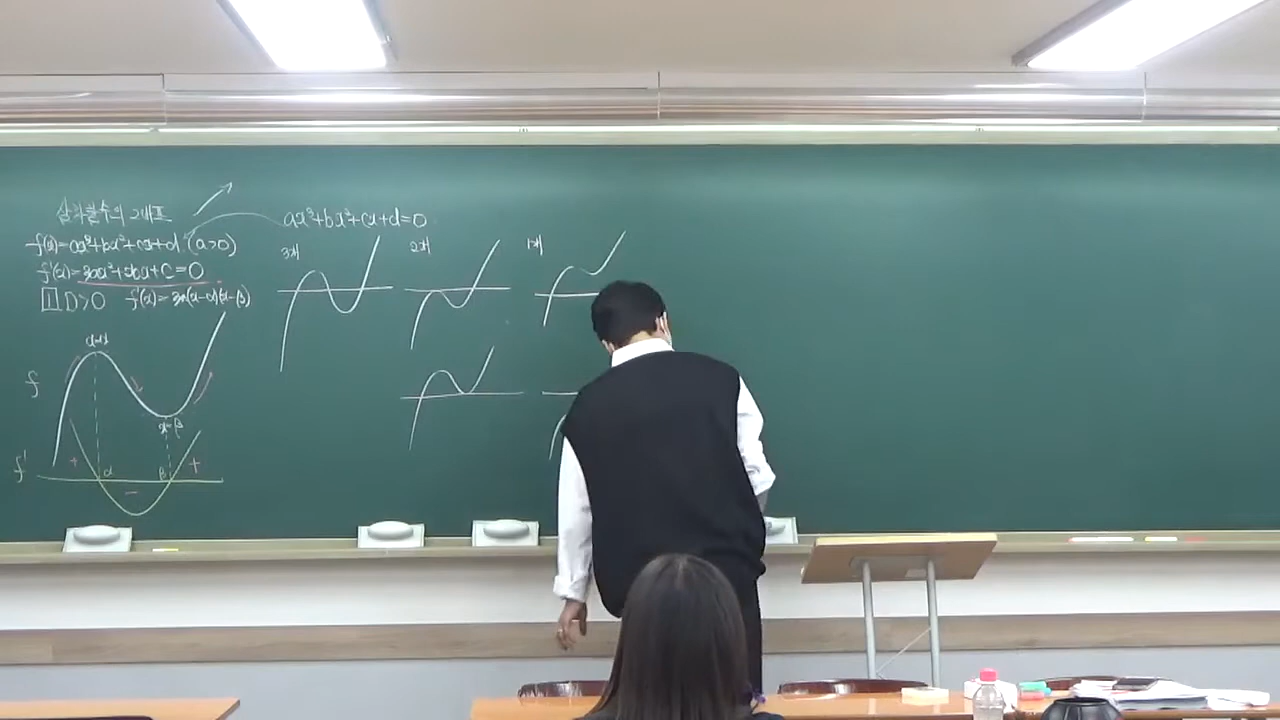 삼차함수의 그래프
f(x)=ax³+bx²+cx+d (a>0)
f'(x)=3ax²+2bx+C=0
1 D>0 f'(x)=3a(x-α)(x-β)
x=α
f
x=β
f'
+ α - β +
ax³+bx²+cx+d=0
3개
2개
1개